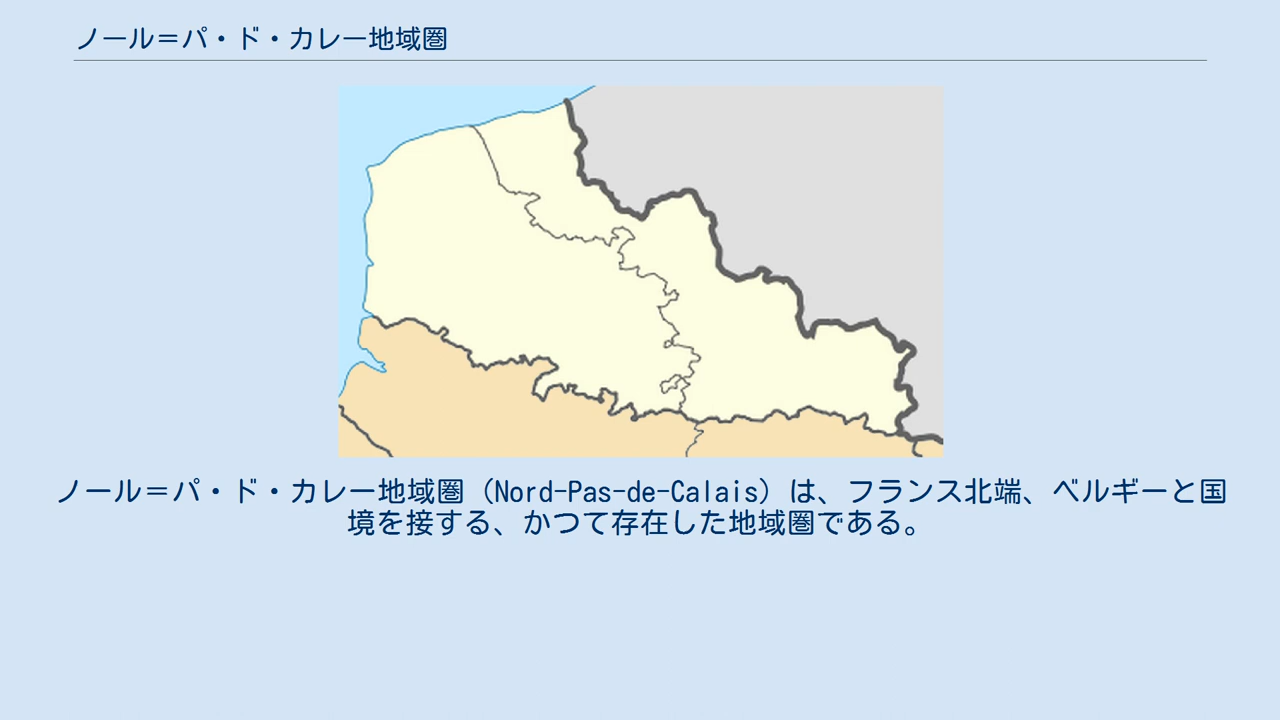 ノール＝パ・ド・カレー地域圏
ノール＝パ・ド・カレー地域圏（Nord-Pas-de-Calais）は、フランス北端、ベルギーと国
境を接する、かつて存在した地域圏である。